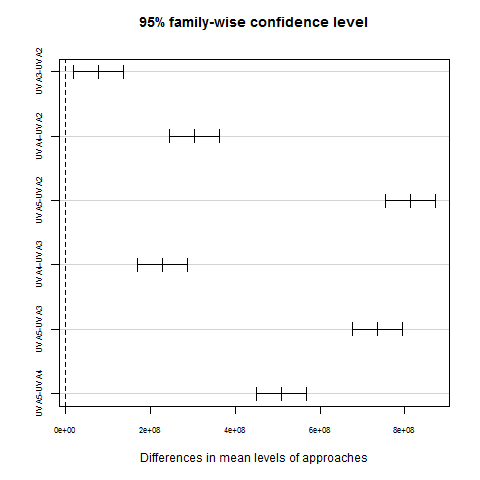 95% family-wise confidence level
UVA3-UVA2
UVA4-UVA2
UVA5-UVA2
UVA4-UVA3
UVA5-UVA3
UVA5-UVA4
0e+00 2e+08 4e+08 6e+08 8e+08
Differences in mean levels of approaches